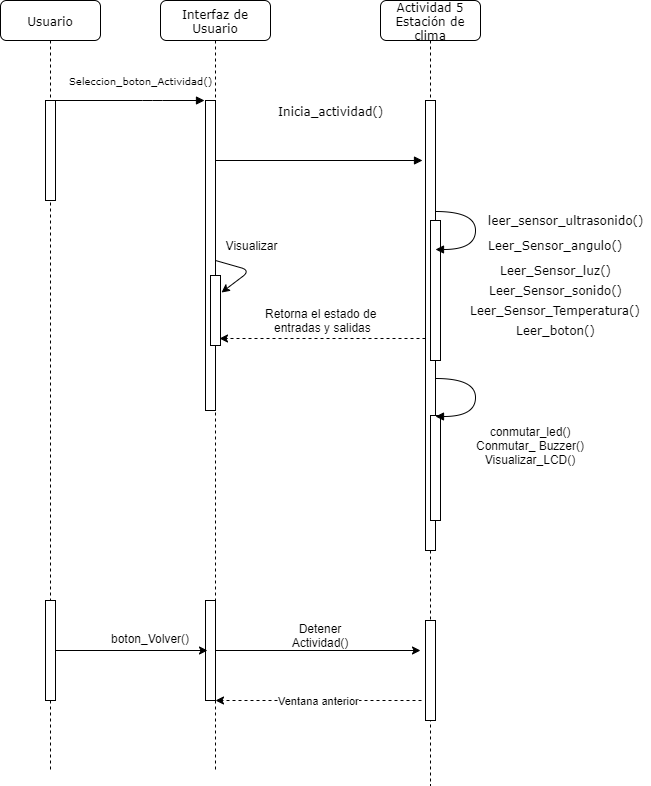 Usuario
Interfaz de
Usuario
Actividad 5
Estación de
clima
Seleccion_boton_Actividad()
Inicia_actividad()
leer_sensor_ultrasonido()
Leer_Sensor_angulo()
Visualizar
Leer_Sensor_luz()
Leer_Sensor_sonido()
Leer_Sensor_Temperatura()
Retorna el estado de
entradas y salidas
Leer_boton()
conmutar_led()
Conmutar_ Buzzer()
Visualizar_LCD()
boton_Volver()
Detener
Actividad()
Ventana anterior